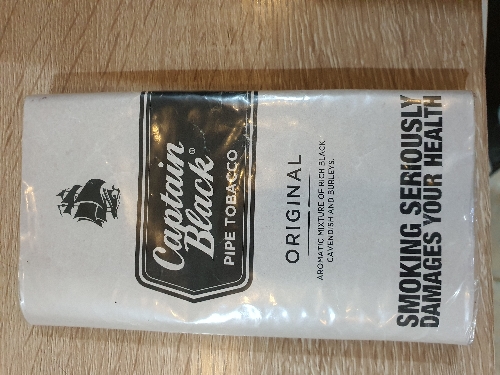 Captain
Black®
PIPE TOBACCO
ORIGINAL
AROMATIC MIXTURE OF RICH BLACK
CAVENDISH AND BURLEYS.
SMOKING SERIOUSLY
DAMAGES YOUR HEALTH